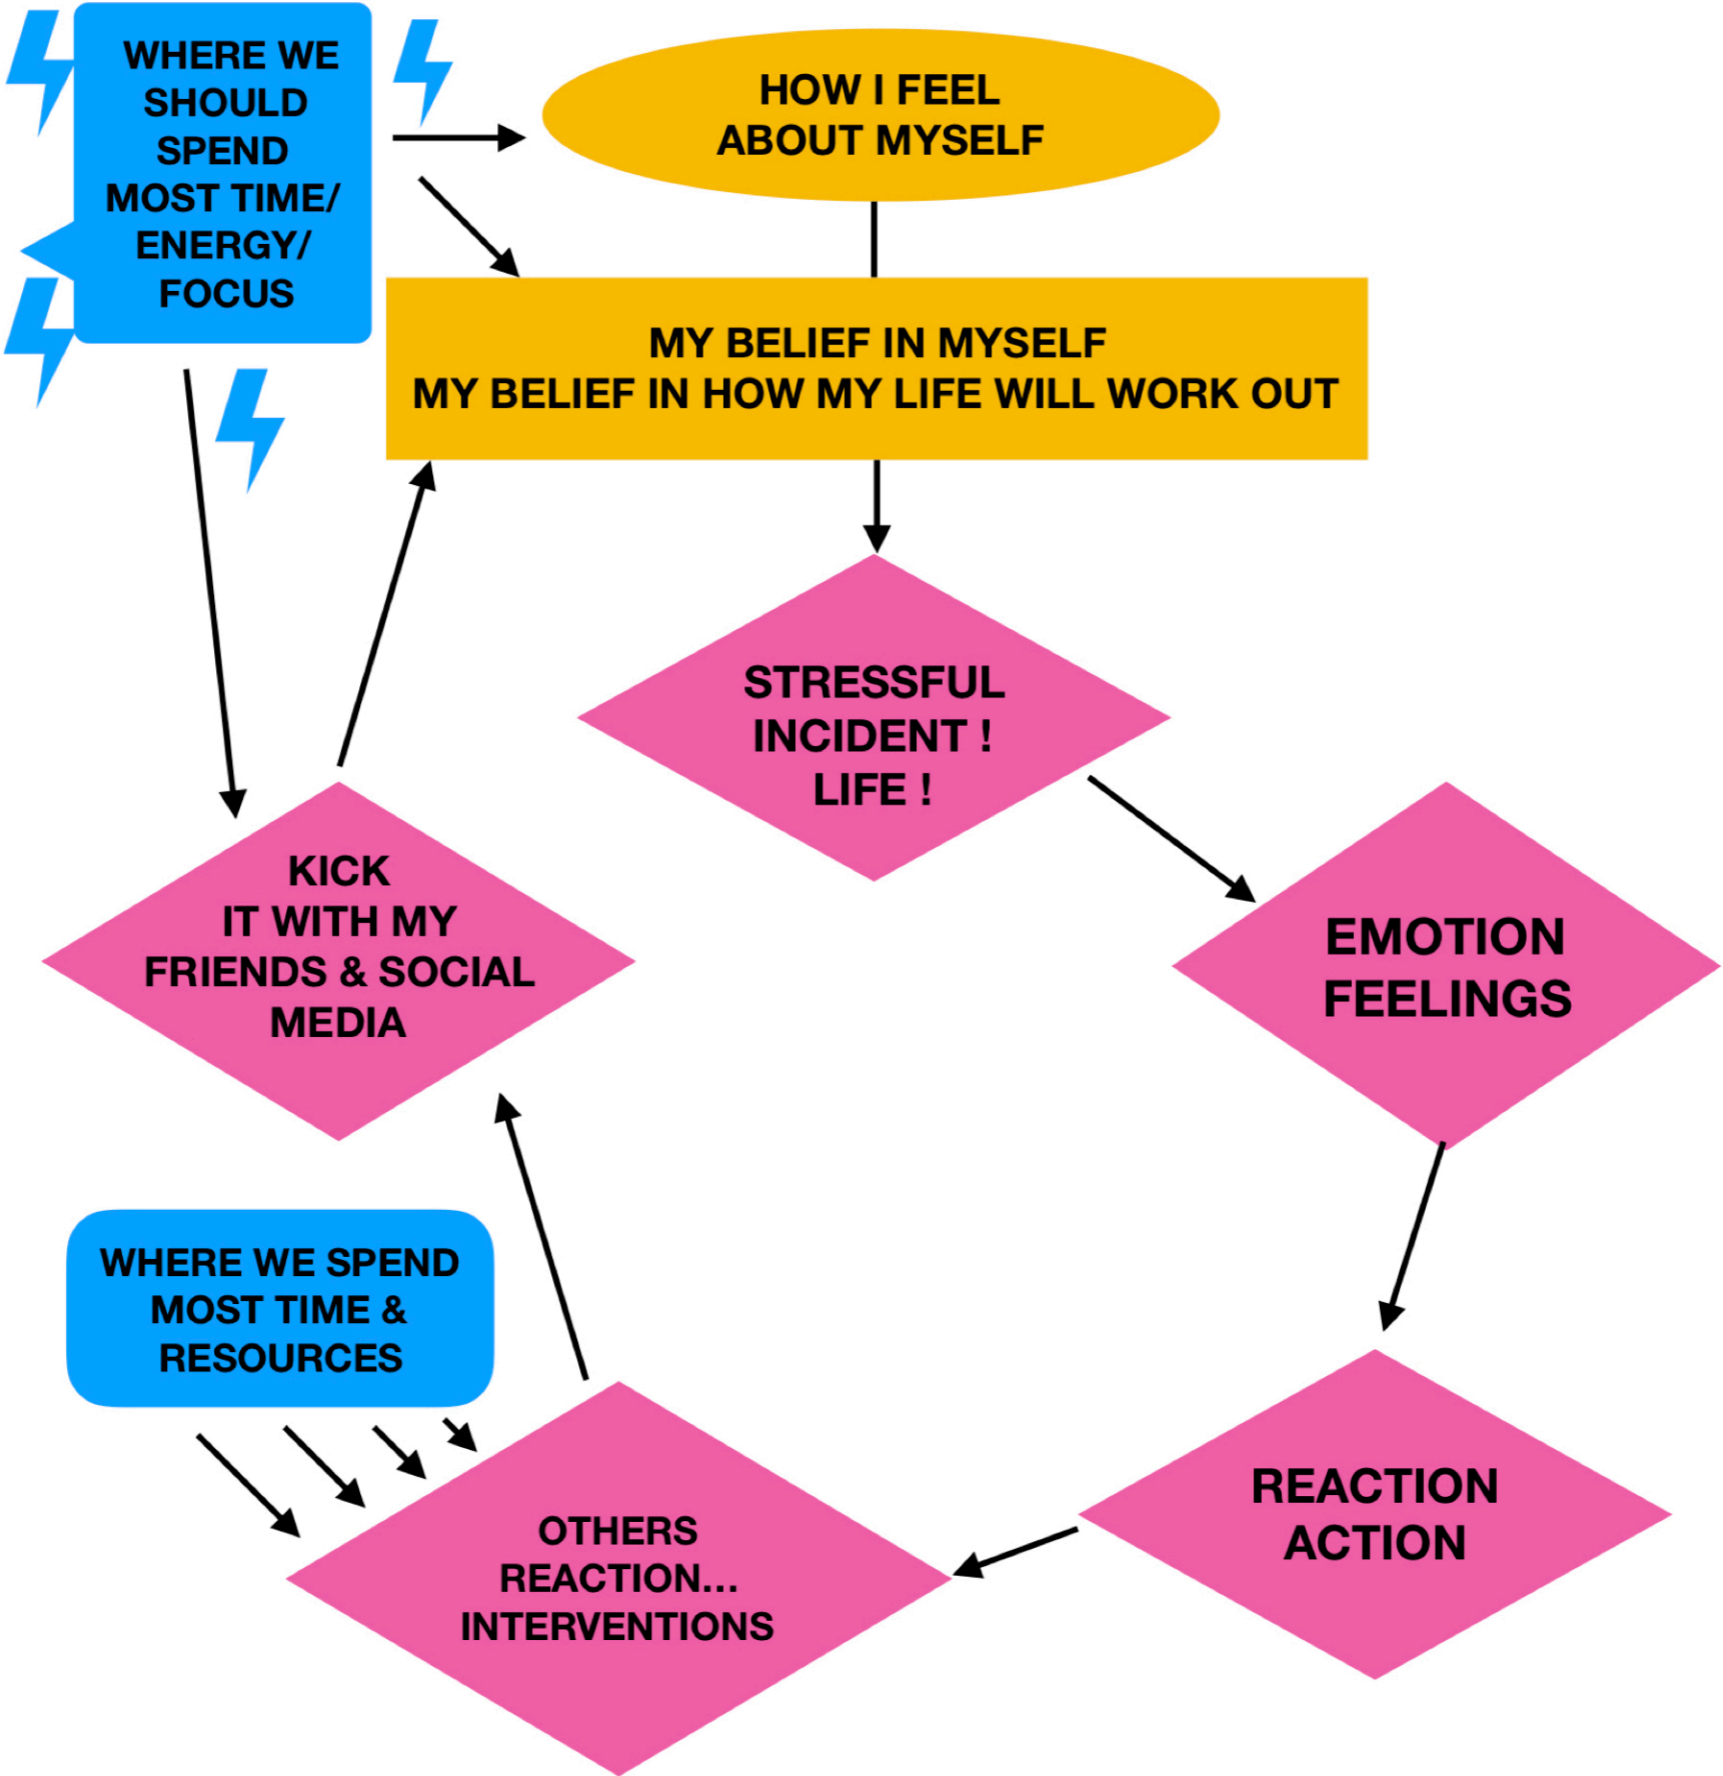 WHERE WE
SHOULD
SPEND
MOST TIME/
ENERGY/
FOCUS
HOW I FEEL
ABOUT MYSELF
MY BELIEF IN MYSELF
MY BELIEF IN HOW MY LIFE WILL WORK OUT
STRESSFUL
INCIDENT !
LIFE !
EMOTION
FEELINGS
REACTION
ACTION
OTHERS
REACTION...
INTERVENTIONS
KICK
IT WITH MY
FRIENDS & SOCIAL
MEDIA
WHERE WE SPEND
MOST TIME &
RESOURCES